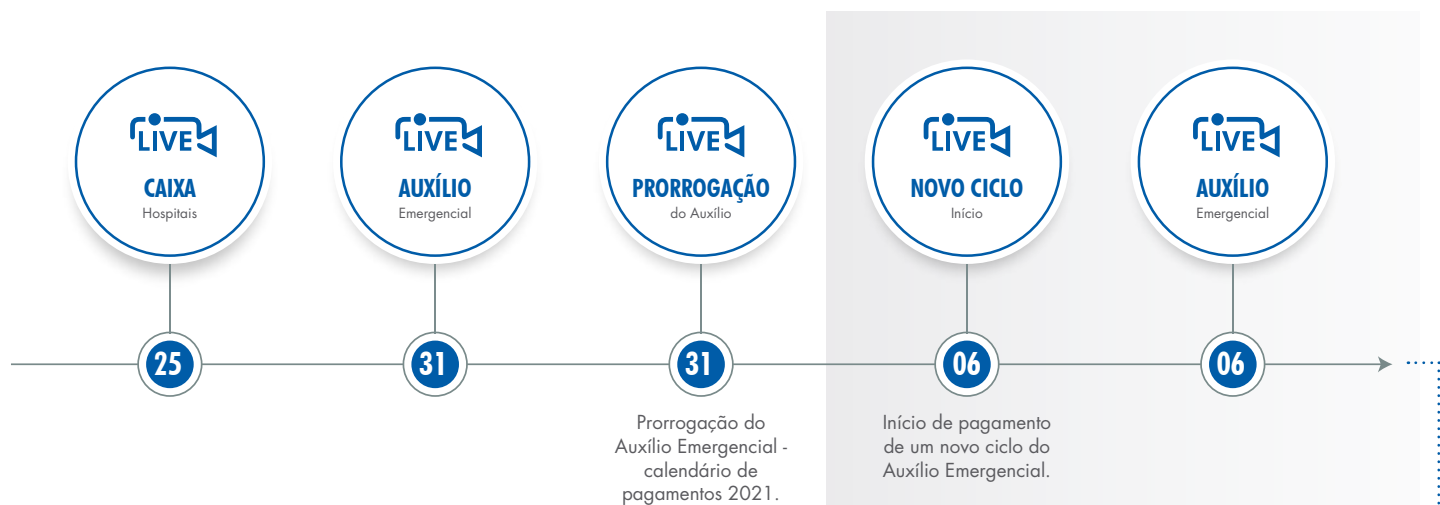 LIVE
CAIXA
Hospitais
25
LIVE
AUXÍLIO
Emergencial
31
LIVE
PRORROGAÇÃO
do Auxílio
31
Prorrogação do
Auxílio Emergencial -
calendário de
pagamentos 2021.
LIVE
NOVO CICLO
Início
06
Início de pagamento
de um novo ciclo do
Auxílio Emergencial.
LIVE
AUXÍLIO
Emergencial
06